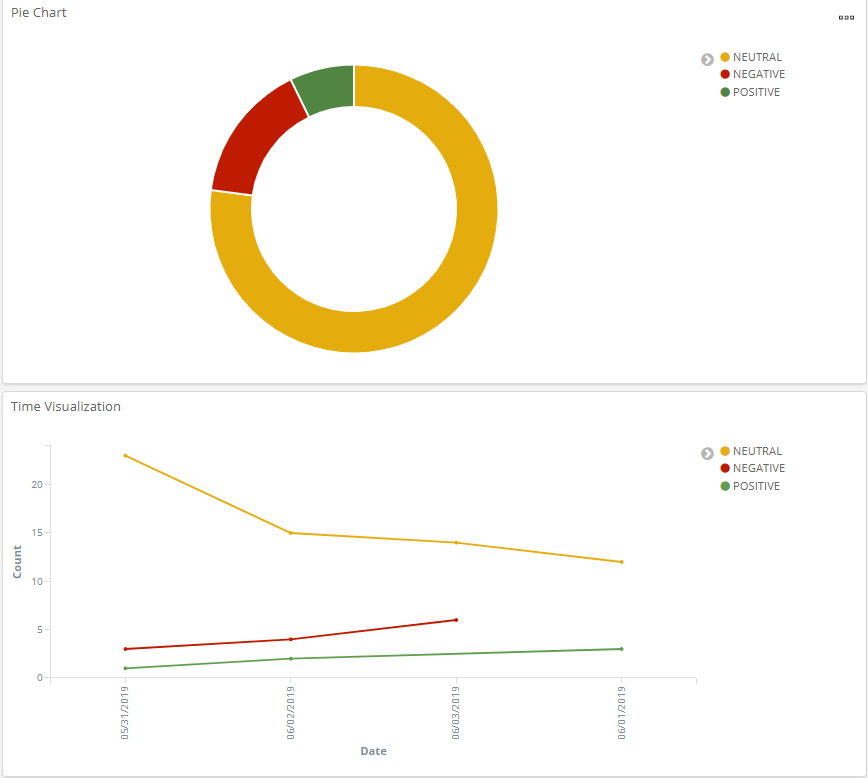 Pie Chart
NEUTRAL
NEGATIVE
POSITIVE
Time Visualization
NEUTRAL
NEGATIVE
POSITIVE
20
15
10
5
0
Count
05/31/2019
06/02/2019
06/03/2019
06/01/2019
Date